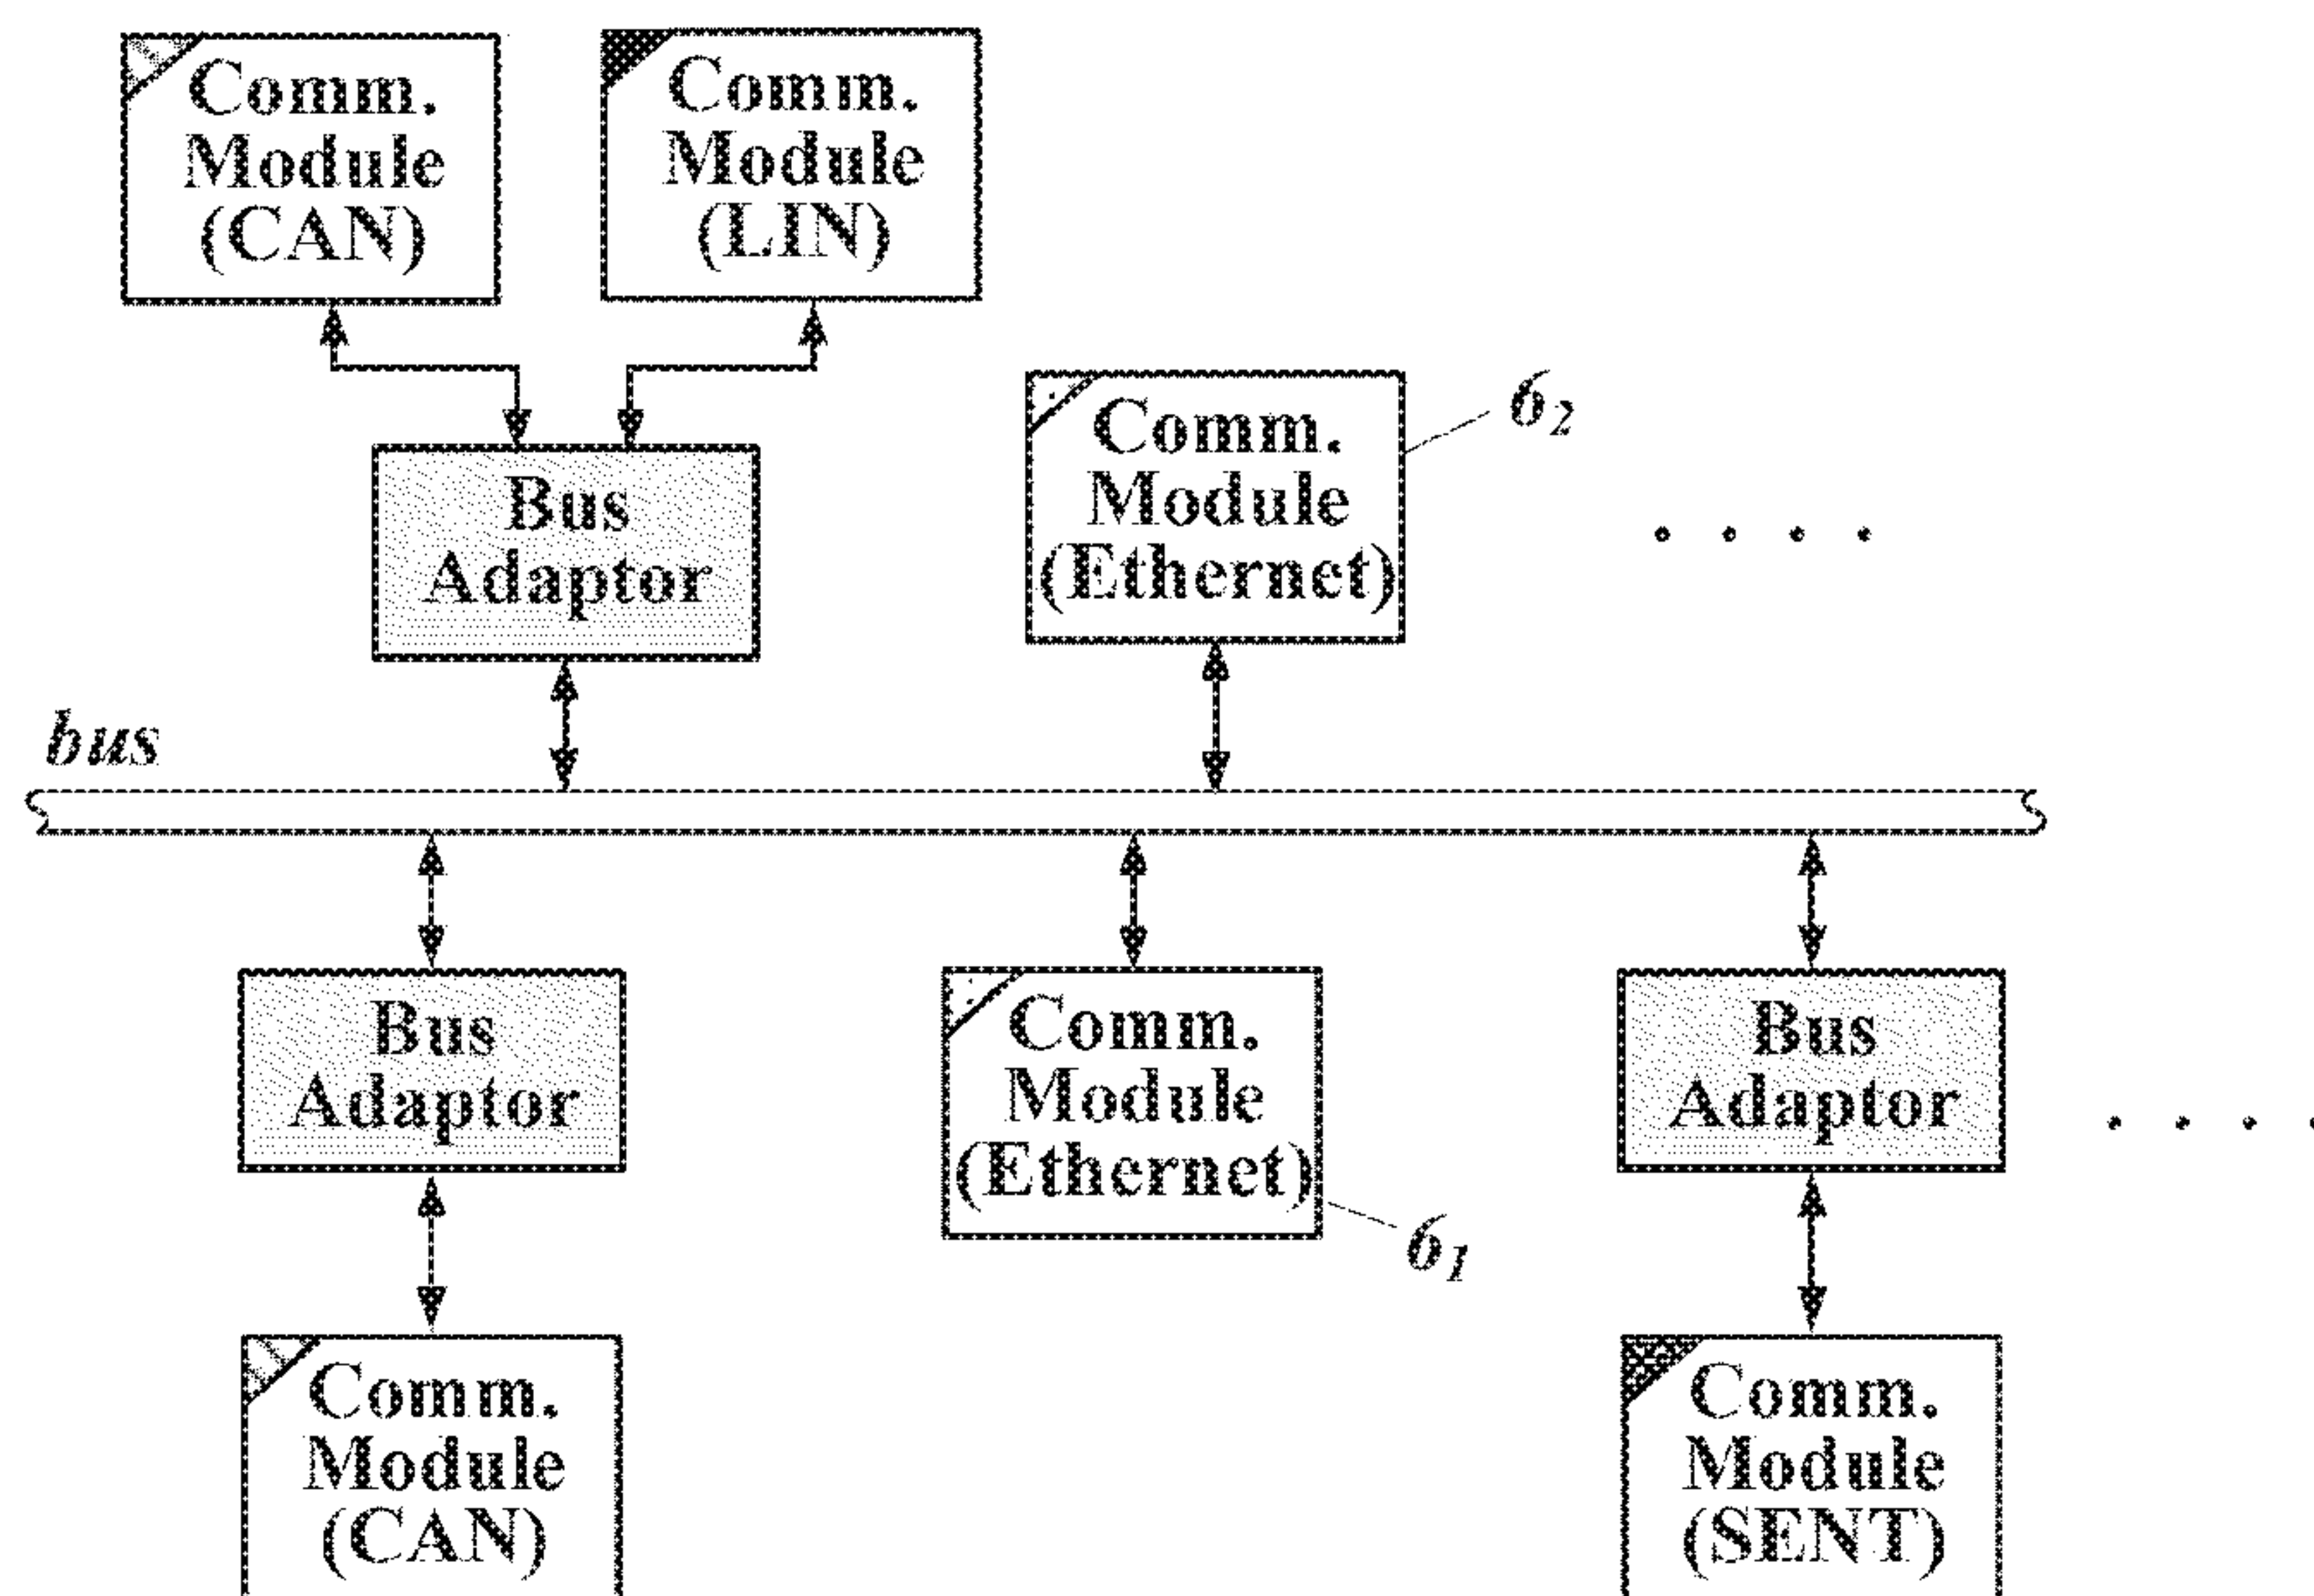 Comm.
Module
(CAN)
Comm.
Module
(LIN)
Bus
Adaptor
Comm.
Module
(Ethernet)
6₂
. . . .
bus
Bus
Adaptor
Comm.
Module
(Ethernet)
6₁
Bus
Adaptor
. . . .
Comm.
Module
(CAN)
Comm.
Module
(SENT)